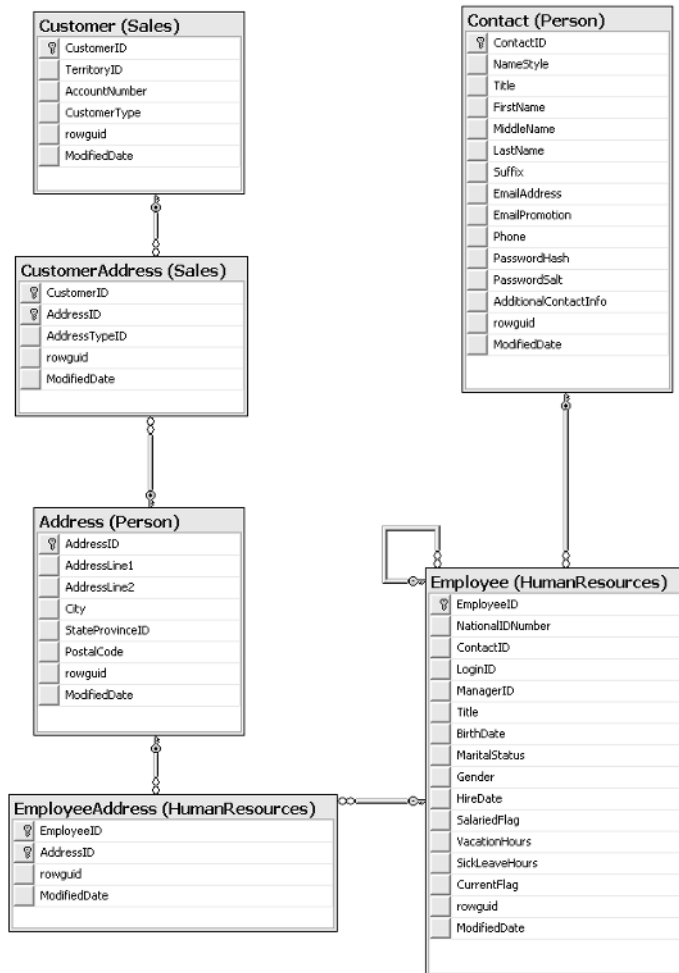 Customer (Sales)
CustomerID
TerritoryID
AccountNumber
CustomerType
rowguid
ModifiedDate
CustomerAddress (Sales)
CustomerID
AddressID
AddressTypeID
rowguid
ModifiedDate
Address (Person)
AddressID
AddressLine1
AddressLine2
City
StateProvinceID
PostalCode
rowguid
ModifiedDate
EmployeeAddress (HumanResources)
EmployeeID
AddressID
rowguid
ModifiedDate
Contact (Person)
ContactID
NameStyle
Title
FirstName
MiddleName
LastName
Suffix
EmailAddress
EmailPromotion
Phone
PasswordHash
PasswordSalt
AdditionalContactInfo
rowguid
ModifiedDate
Employee (HumanResources)
EmployeeID
NationalIDNumber
ContactID
LoginID
ManagerID
Title
BirthDate
MaritalStatus
Gender
HireDate
SalariedFlag
VacationHours
SickLeaveHours
CurrentFlag
rowguid
ModifiedDate